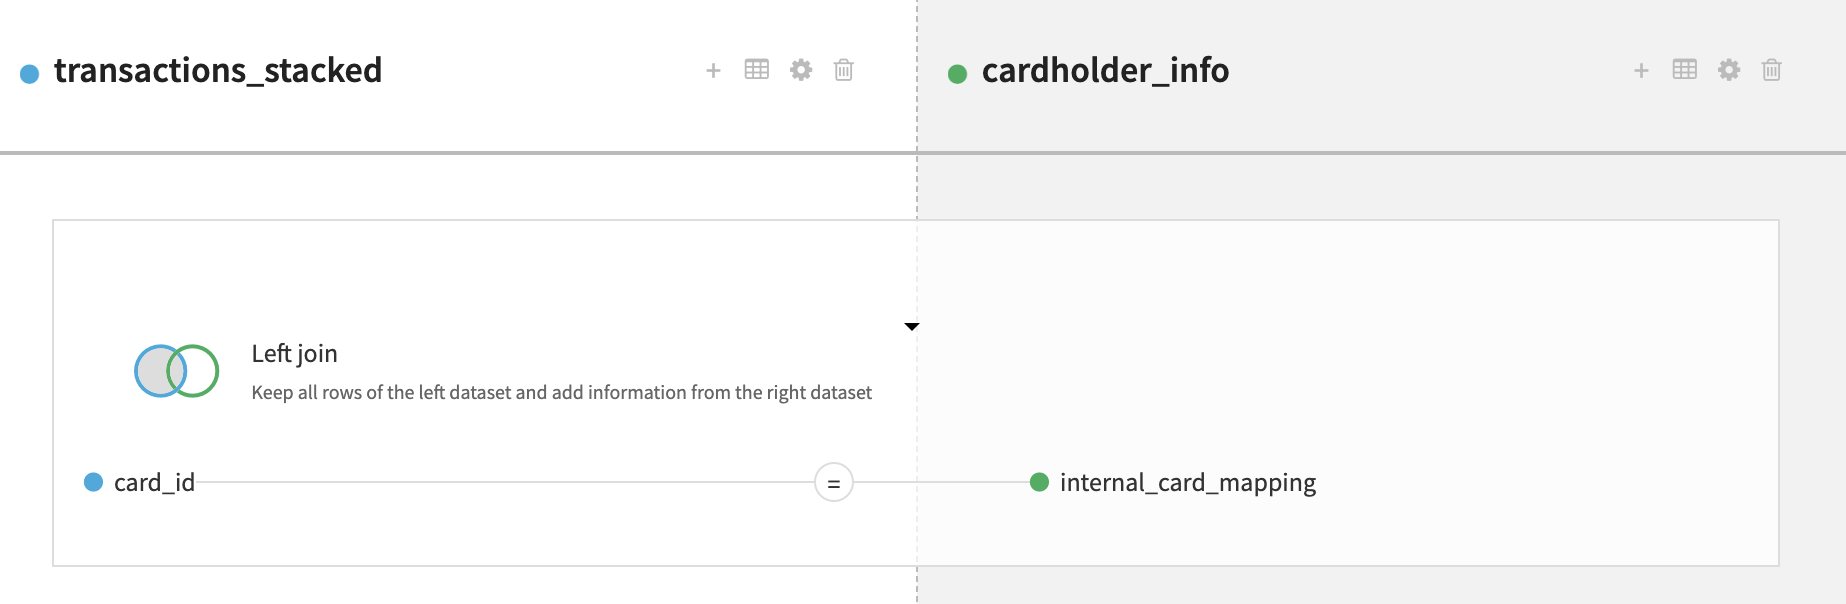 transactions_stacked
cardholder_info
Left join
Keep all rows of the left dataset and add information from the right dataset
card_id = internal_card_mapping